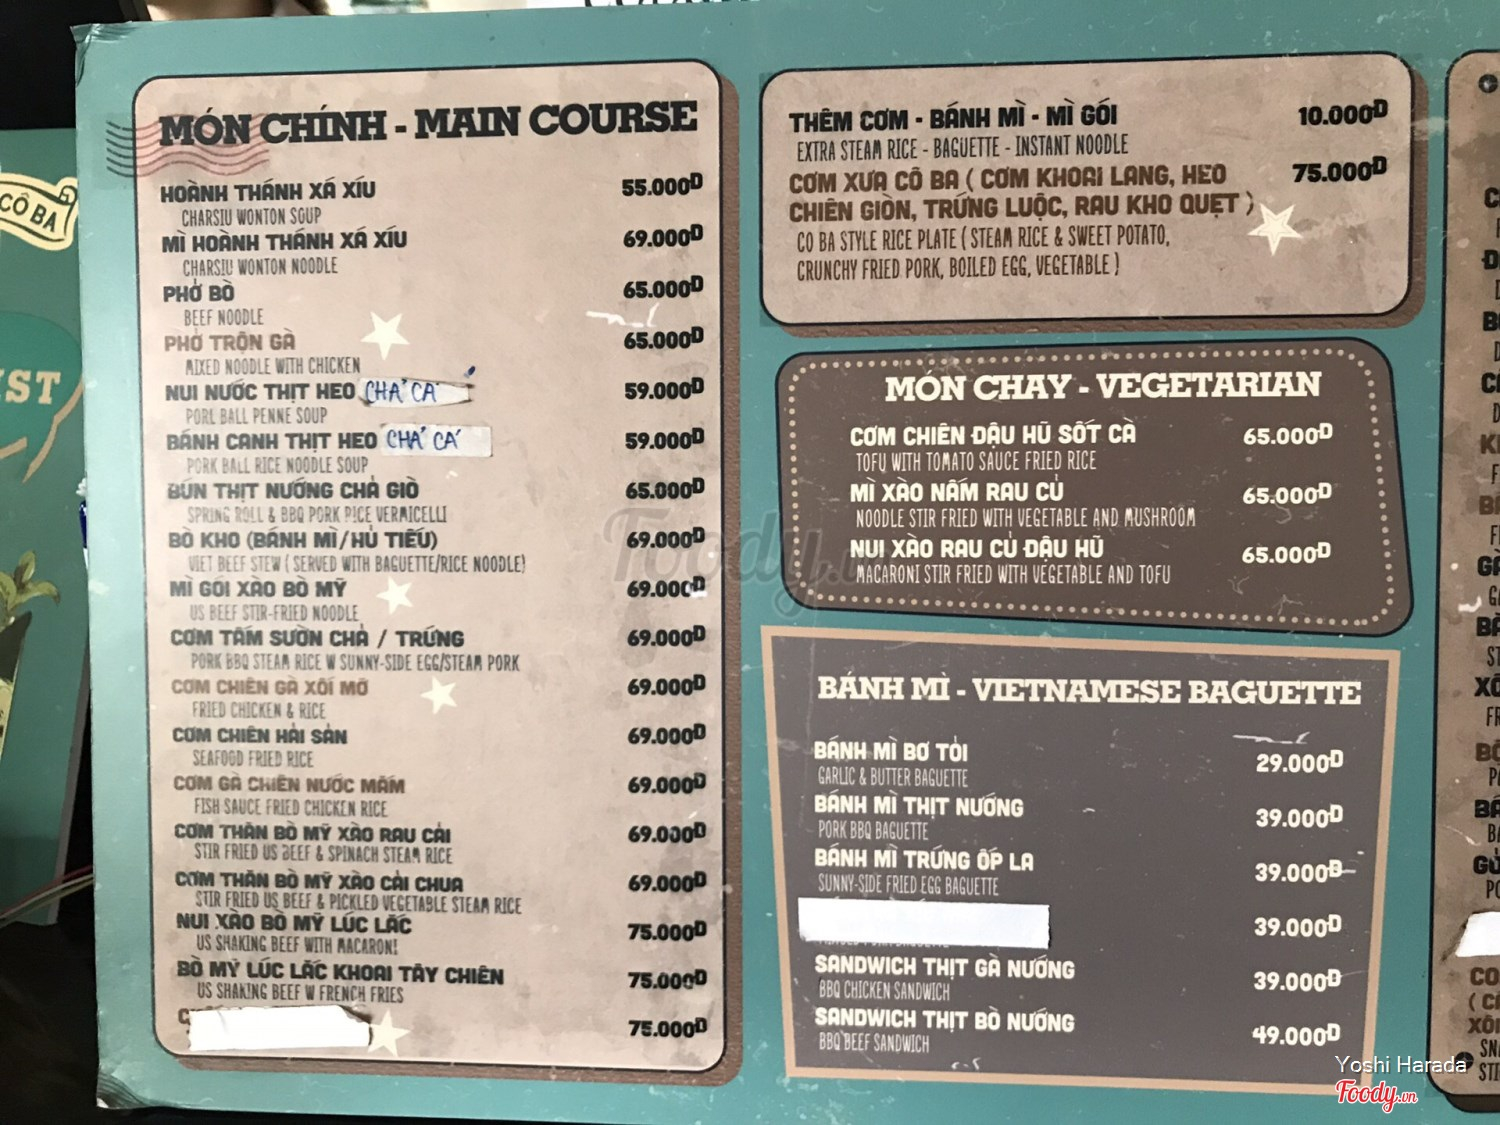 CÔ BA
MÓN CHÍNH - MAIN COURSE
HOÀNH THÁNH XÁ XÍU 55.000Đ
CHARSIU WONTON SOUP
MÌ HOÀNH THÁNH XÁ XÍU 69.000Đ
CHARSIU WONTON NOODLE
PHỞ BÒ 65.000Đ
BEEF NOODLE
PHỞ TRỘN GÀ 65.000Đ
MIXED NOODLE WITH CHICKEN
NUI NƯỚC THỊT HEO CHẢ CÁ 59.000Đ
PORL BALL PENNE SOUP
BÁNH CANH THỊT HEO CHẢ CÁ 59.000Đ
PORK BALL RICE NOODLE SOUP
BÚN THỊT NƯỚNG CHẢ GIÒ 65.000Đ
SPRING ROLL & BBQ PORK RICE VERMICELLI
BÒ KHO (BÁNH MÌ/HỦ TIẾU) 69.000Đ
VIET BEEF STEW ( SERVED WITH BAGUETTE/RICE NOODLE)
MÌ GÓI XÀO BÒ MỸ 69.000Đ
US BEEF STIR-FRIED NOODLE
CƠM TẤM SƯỜN CHẢ / TRỨNG 69.000Đ
PORK BBQ STEAM RICE W SUNNY-SIDE EGG/STEAM PORK
CƠM CHIÊN GÀ XỐI MỠ 69.000Đ
FRIED CHICKEN & RICE
CƠM CHIÊN HẢI SẢN 69.000Đ
SEAFOOD FRIED RICE
CƠM GÀ CHIÊN NƯỚC MẮM 69.000Đ
FISH SAUCE FRIED CHICKEN RICE
CƠM THĂN BÒ MỸ XÀO RAU CẢI 69.000Đ
STIR FRIED US BEEF & SPINACH STEAM RICE
CƠM THĂN BÒ MỸ XÀO CẢI CHUA 69.000Đ
STIR FRIED US BEEF & PICKLED VEGETABLE STEAM RICE
NUI XÀO BÒ MỸ LÚC LẮC 75.000Đ
US SHAKING BEEF WITH MACARONI
BÒ MỸ LÚC LẮC KHOAI TÂY CHIÊN 75.000Đ
US SHAKING BEEF W FRENCH FRIES
75.000Đ
THÊM CƠM - BÁNH MÌ - MÌ GÓI 10.000Đ
EXTRA STEAM RICE - BAGUETTE - INSTANT NOODLE
CƠM XƯA CÔ BA ( CƠM KHOAI LANG, HEO 75.000Đ
CHIÊN GIÒN, TRỨNG LUỘC, RAU KHO QUẸT )
CO BA STYLE RICE PLATE ( STEAM RICE & SWEET POTATO,
CRUNCHY FRIED PORK, BOILED EGG, VEGETABLE )
MÓN CHAY - VEGETARIAN
CƠM CHIÊN ĐẬU HŨ SỐT CÀ 65.000Đ
TOFU WITH TOMATO SAUCE FRIED RICE
MÌ XÀO NẤM RAU CỦ 65.000Đ
NOODLE STIR FRIED WITH VEGETABLE AND MUSHROOM
NUI XÀO RAU CỦ ĐẬU HŨ 65.000Đ
MACARONI STIR FRIED WITH VEGETABLE AND TOFU
BÁNH MÌ - VIETNAMESE BAGUETTE
BÁNH MÌ BƠ TỎI 29.000Đ
GARLIC & BUTTER BAGUETTE
BÁNH MÌ THỊT NƯỚNG 39.000Đ
PORK BBQ BAGUETTE
BÁNH MÌ TRỨNG ỐP LA 39.000Đ
SUNNY-SIDE FRIED EGG BAGUETTE
39.000Đ
SANDWICH THỊT GÀ NƯỚNG 39.000Đ
BBQ CHICKEN SANDWICH
SANDWICH THỊT BÒ NƯỚNG 49.000Đ
BBQ BEEF SANDWICH
Foody.vn
Yoshi Harada
Foody.vn